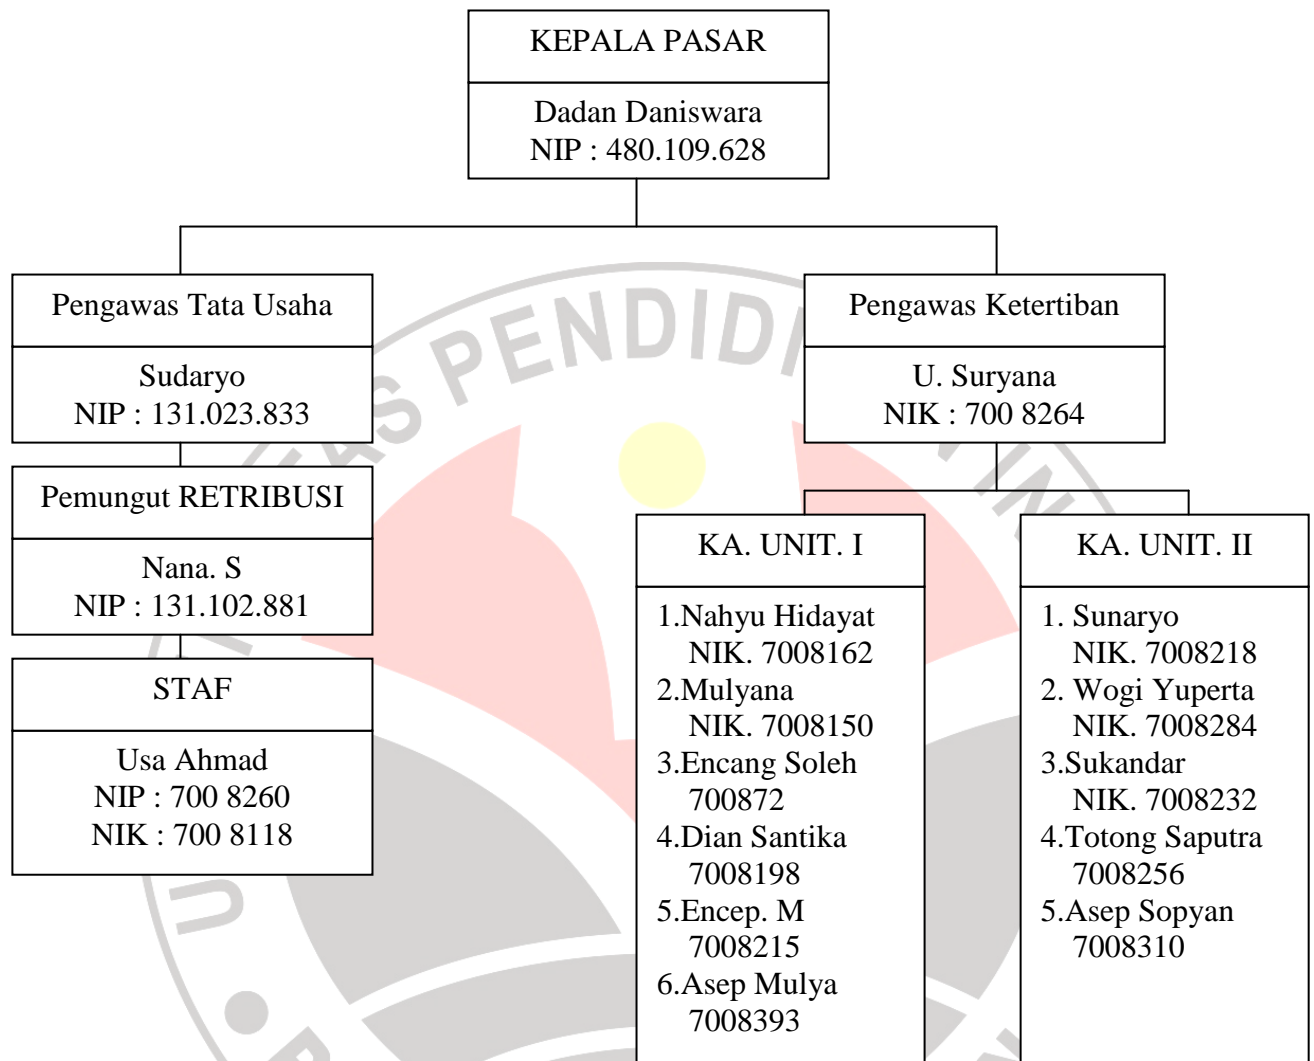 KEPALA PASAR
Dadan Daniswara
NIP : 480.109.628
Pengawas Tata Usaha
Sudaryo
NIP : 131.023.833
Pengawas Ketertiban
U. Suryana
NIK : 700 8264
Pemungut RETRIBUSI
Nana. S
NIP : 131.102.881
STAF
Usa Ahmad
NIP : 700 8260
NIK : 700 8118
KA. UNIT. I
1.Nahyu Hidayat
NIK. 7008162
2.Mulyana
NIK. 7008150
3.Encang Soleh
700872
4.Dian Santika
7008198
5.Encep. M
7008215
6.Asep Mulya
7008393
KA. UNIT. II
1. Sunaryo
NIK. 7008218
2. Wogi Yuperta
NIK. 7008284
3.Sukandar
NIK. 7008232
4.Totong Saputra
7008256
5.Asep Sopyan
7008310